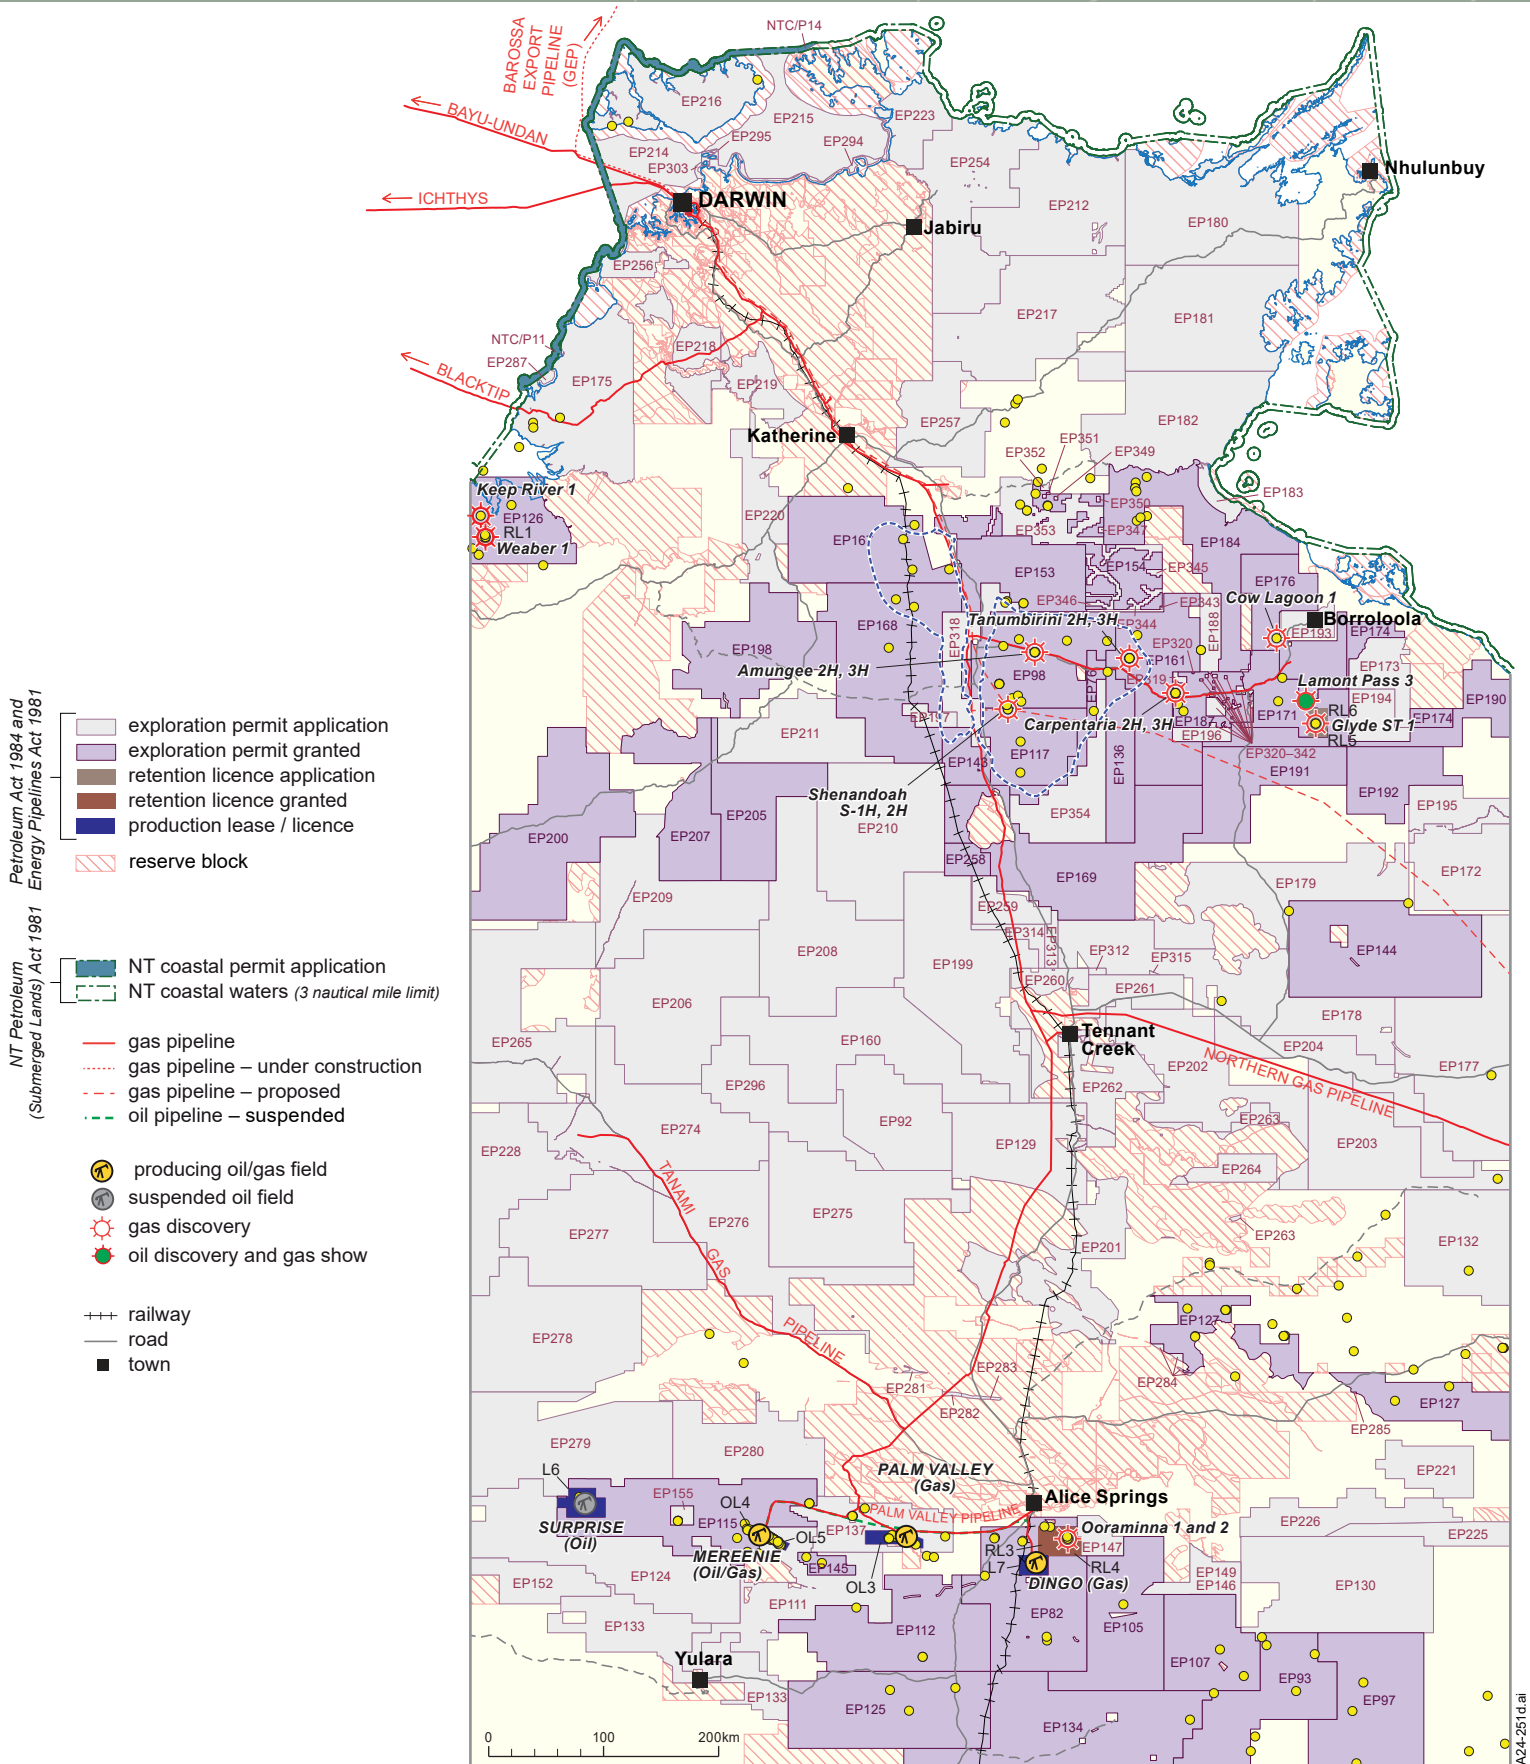 BAROSSA
EXPORT
PIPELINE
(GEP)
NTC/P14
BAYU-UNDAN
EP216
EP215
EP223
EP295
EP294
EP214
EP303
EP254
Nhulunbuy
ICHTHYS
DARWIN
EP212
EP180
Jabiru
EP256
EP217
EP181
NTC/P11
EP287
EP218
BLACKTIP
EP175
EP219
EP257
EP182
Katherine
EP351
EP352
EP349
Keep River 1
EP183
EP126
EP220
EP350
RL1
EP353
EP347
Weaber 1
EP184
EP153
EP154
EP345
EP176
EP346
EP343
Cow Lagoon 1
EP168
EP318
Tanumbirini 2H, 3H
EP344
EP188
Borroloola
EP193
EP174
EP198
EP320
EP161
EP173
Amungee 2H, 3H
EP98
EP319
Lamont Pass 3
EP194
EP190
EP197
Carpentaria 2H, 3H
EP187
EP171
RL6
Glyde ST 1
EP174
EP211
EP196
RL5
EP117
EP136
EP143
EP320–342
EP191
Shenandoah
S-1H, 2H
EP192
EP195
EP205
EP210
EP354
EP200
EP207
EP258
EP169
EP172
EP179
EP209
EP259
EP314
EP313
EP208
EP199
EP312
EP315
EP144
EP260
EP261
EP206
EP178
EP265
EP160
Tennant
Creek
EP204
EP202
NORTHERN GAS PIPELINE
EP177
EP296
EP262
EP92
EP274
EP263
EP129
EP203
EP228
EP264
TANAMI
GAS
PIPELINE
EP277
EP276
EP275
EP263
EP201
EP132
EP278
EP127
EP283
EP281
EP284
EP282
EP127
EP285
EP279
EP280
PALM VALLEY
(Gas)
EP221
L6
EP155
OL4
Alice Springs
PALM VALLEY PIPELINE
EP226
SURPRISE
(Oil)
EP115
OL5
EP137
Ooraminna 1 and 2
EP225
RL3
EP147
MEREENIE
(Oil/Gas)
EP145
L7
RL4
DINGO (Gas)
EP149
EP146
EP152
EP124
OL3
EP130
EP111
EP133
EP112
EP82
EP105
Yulara
EP107
EP93
EP133
EP125
EP97
EP134
0 100 200km
A24-251d.ai
Petroleum Act 1984 and
Energy Pipelines Act 1981
exploration permit application
exploration permit granted
retention licence application
retention licence granted
production lease / licence
reserve block
NT Petroleum
(Submerged Lands) Act 1981
NT coastal permit application
NT coastal waters (3 nautical mile limit)
gas pipeline
gas pipeline – under construction
gas pipeline – proposed
oil pipeline – suspended
producing oil/gas field
suspended oil field
gas discovery
oil discovery and gas show
railway
road
town